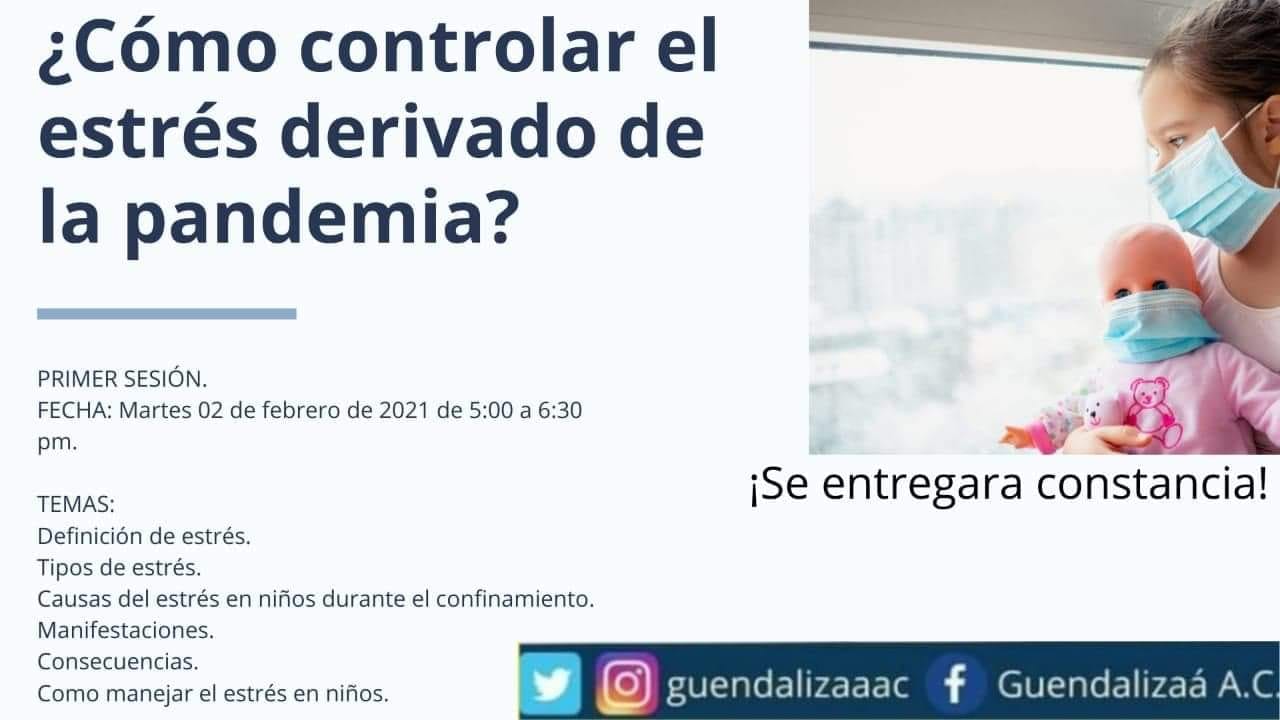 ¿Cómo controlar el
estrés derivado de
la pandemia?
PRIMER SESIÓN.
FECHA: Martes 02 de febrero de 2021 de 5:00 a 6:30
pm.
TEMAS:
Definición de estrés.
Tipos de estrés.
Causas del estrés en niños durante el confinamiento.
Manifestaciones.
Consecuencias.
Como manejar el estrés en niños.
¡Se entregara constancia!
guendalizaaac Guendalizaá A.C.